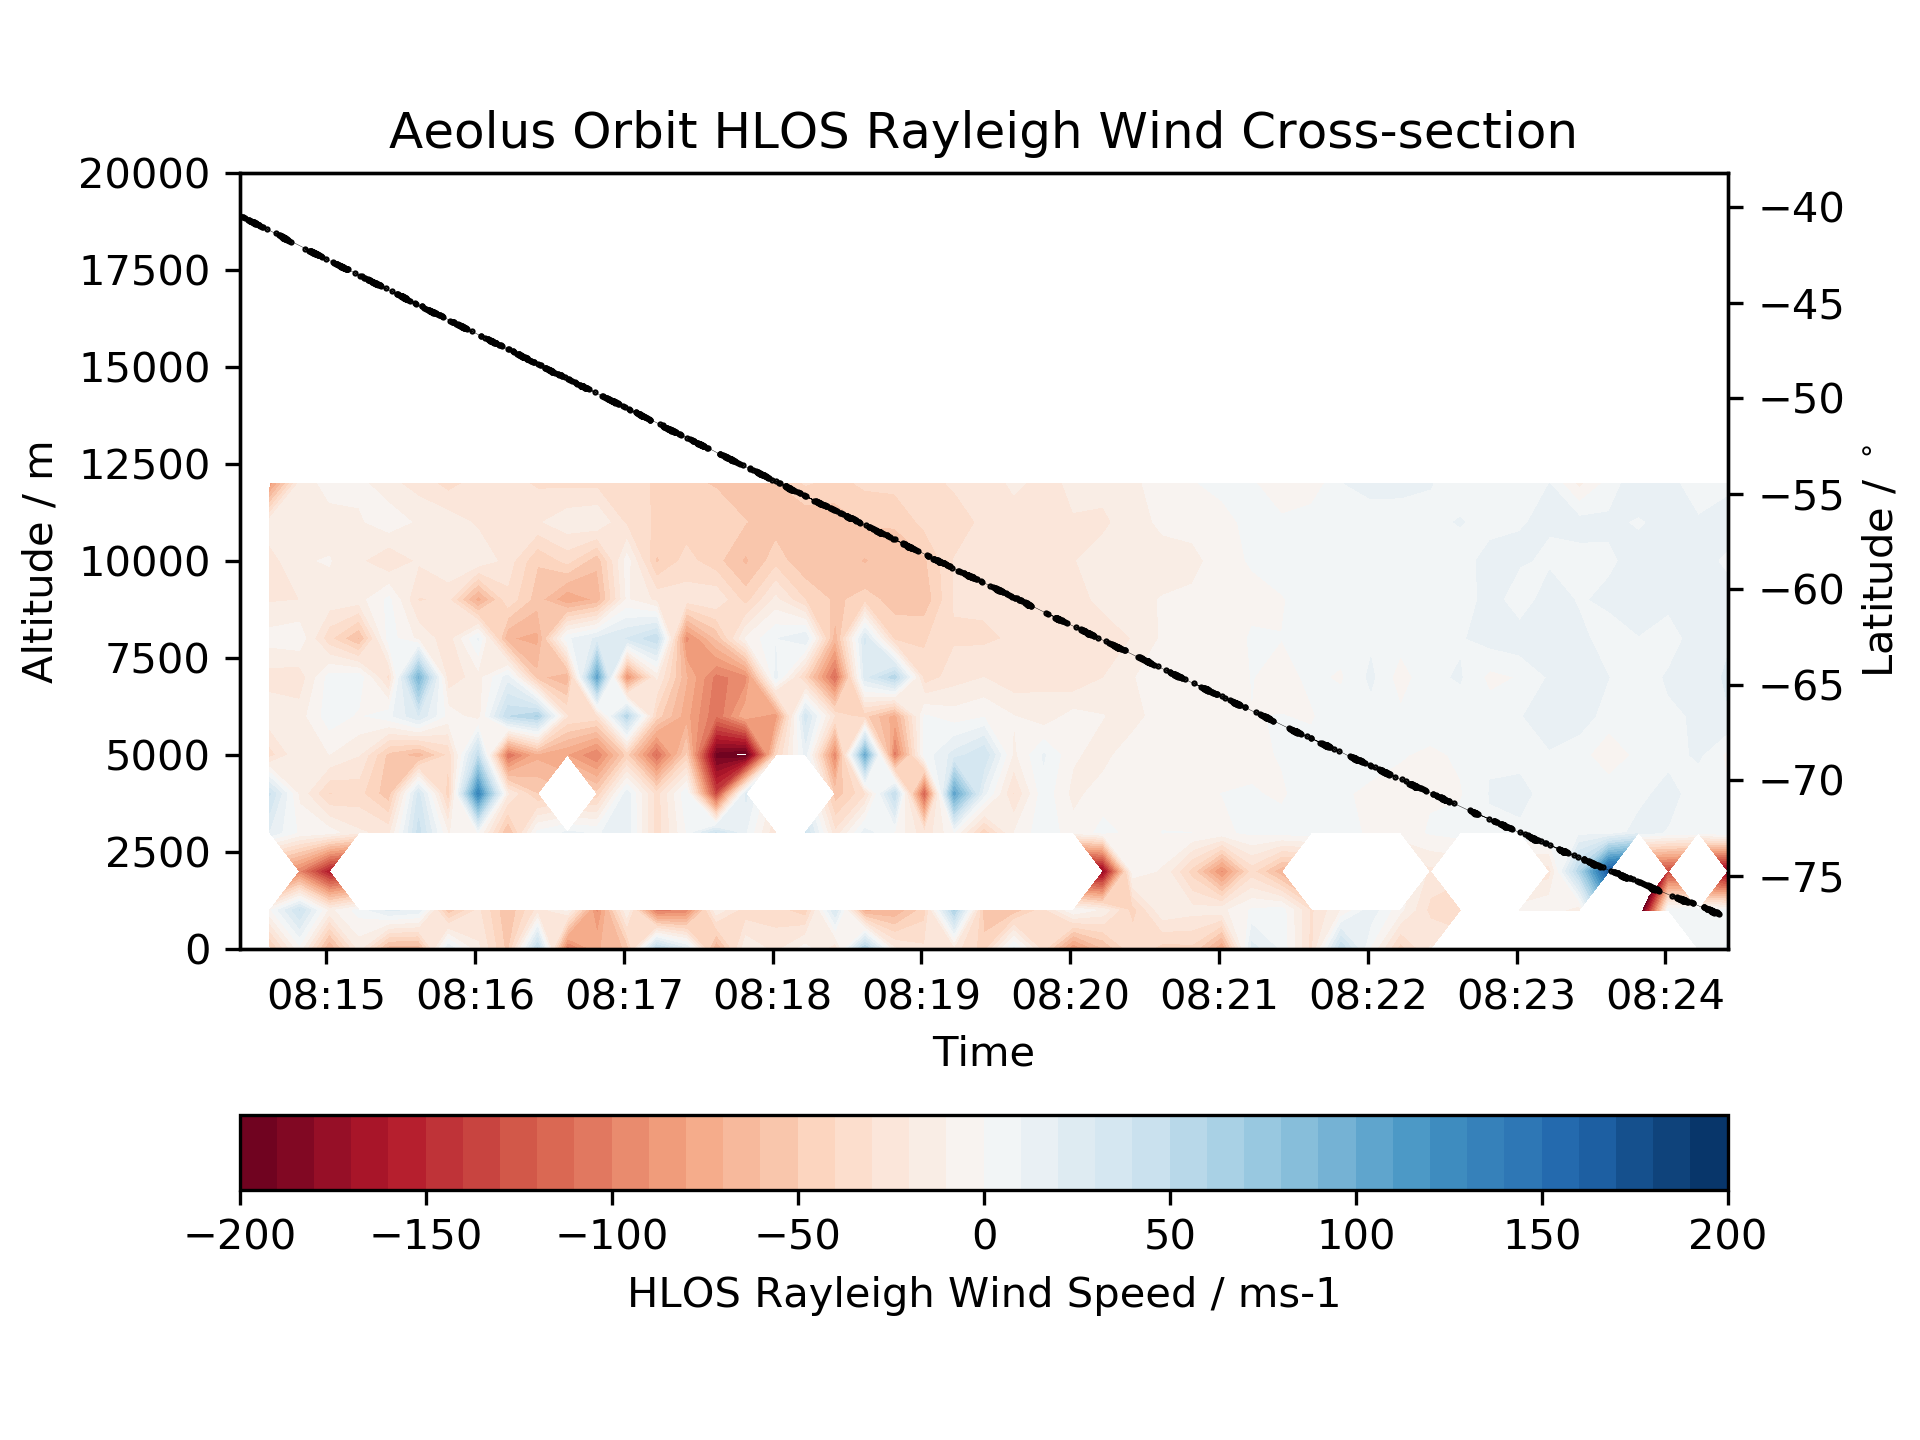 Aeolus Orbit HLOS Rayleigh Wind Cross-section
20000
17500
15000
12500
10000
7500
5000
2500
0
Altitude / m
−40
−45
−50
−55
−60
−65
−70
−75
Latitude / °
08:15 08:16 08:17 08:18 08:19 08:20 08:21 08:22 08:23 08:24
Time
−200 −150 −100 −50 0 50 100 150 200
HLOS Rayleigh Wind Speed / ms-1